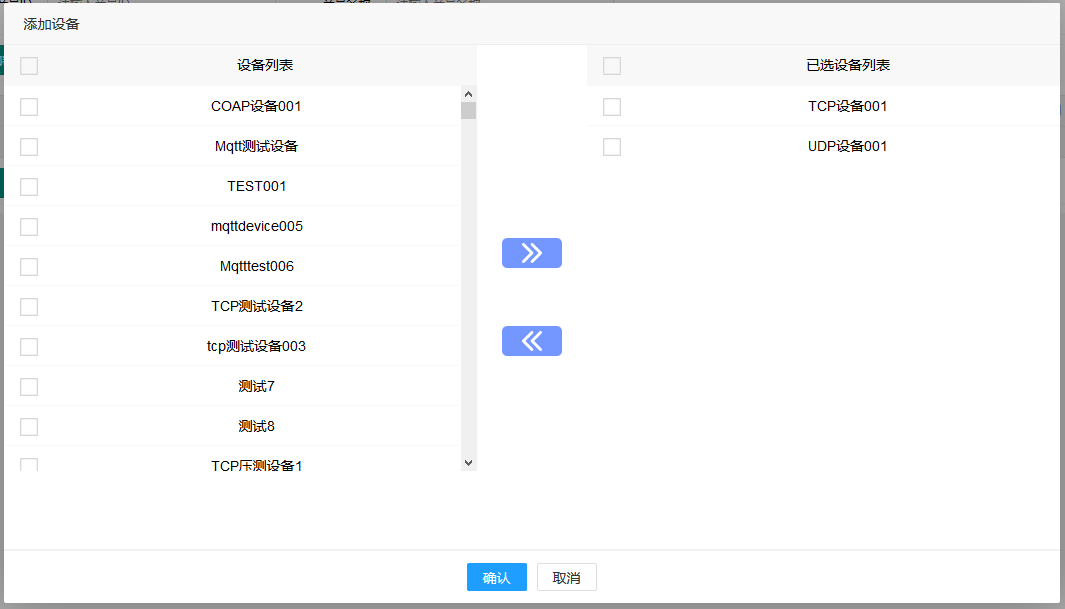 添加设备
设备列表
COAP设备001
Mqtt测试设备
TEST001
mqttdevice005
Mqtttest006
TCP测试设备2
tcp测试设备003
测试7
测试8
TCP压测设备1
已选设备列表
TCP设备001
UDP设备001
确认
取消